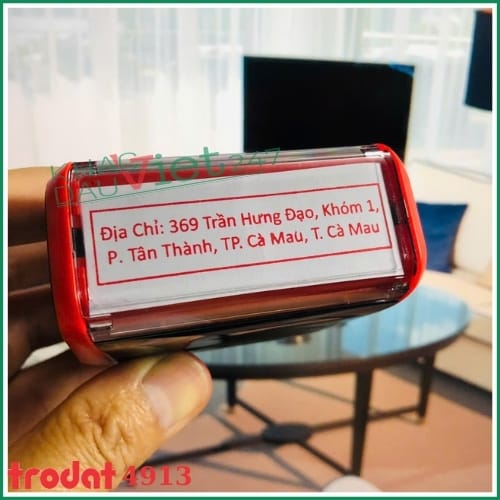 Địa Chỉ: 369 Trần Hưng Đạo, Khóm 1,
P. Tân Thành, TP. Cà Mau, T. Cà Mau
trodat 4913